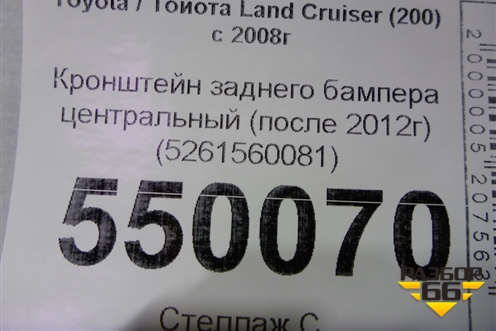 Toyota / Тойота Land Cruiser (200)
с 2008г
Кронштейн заднего бампера
центральный (после 2012г)
(5261560081)
550070
Стеллаж С
РАЗБОР
66